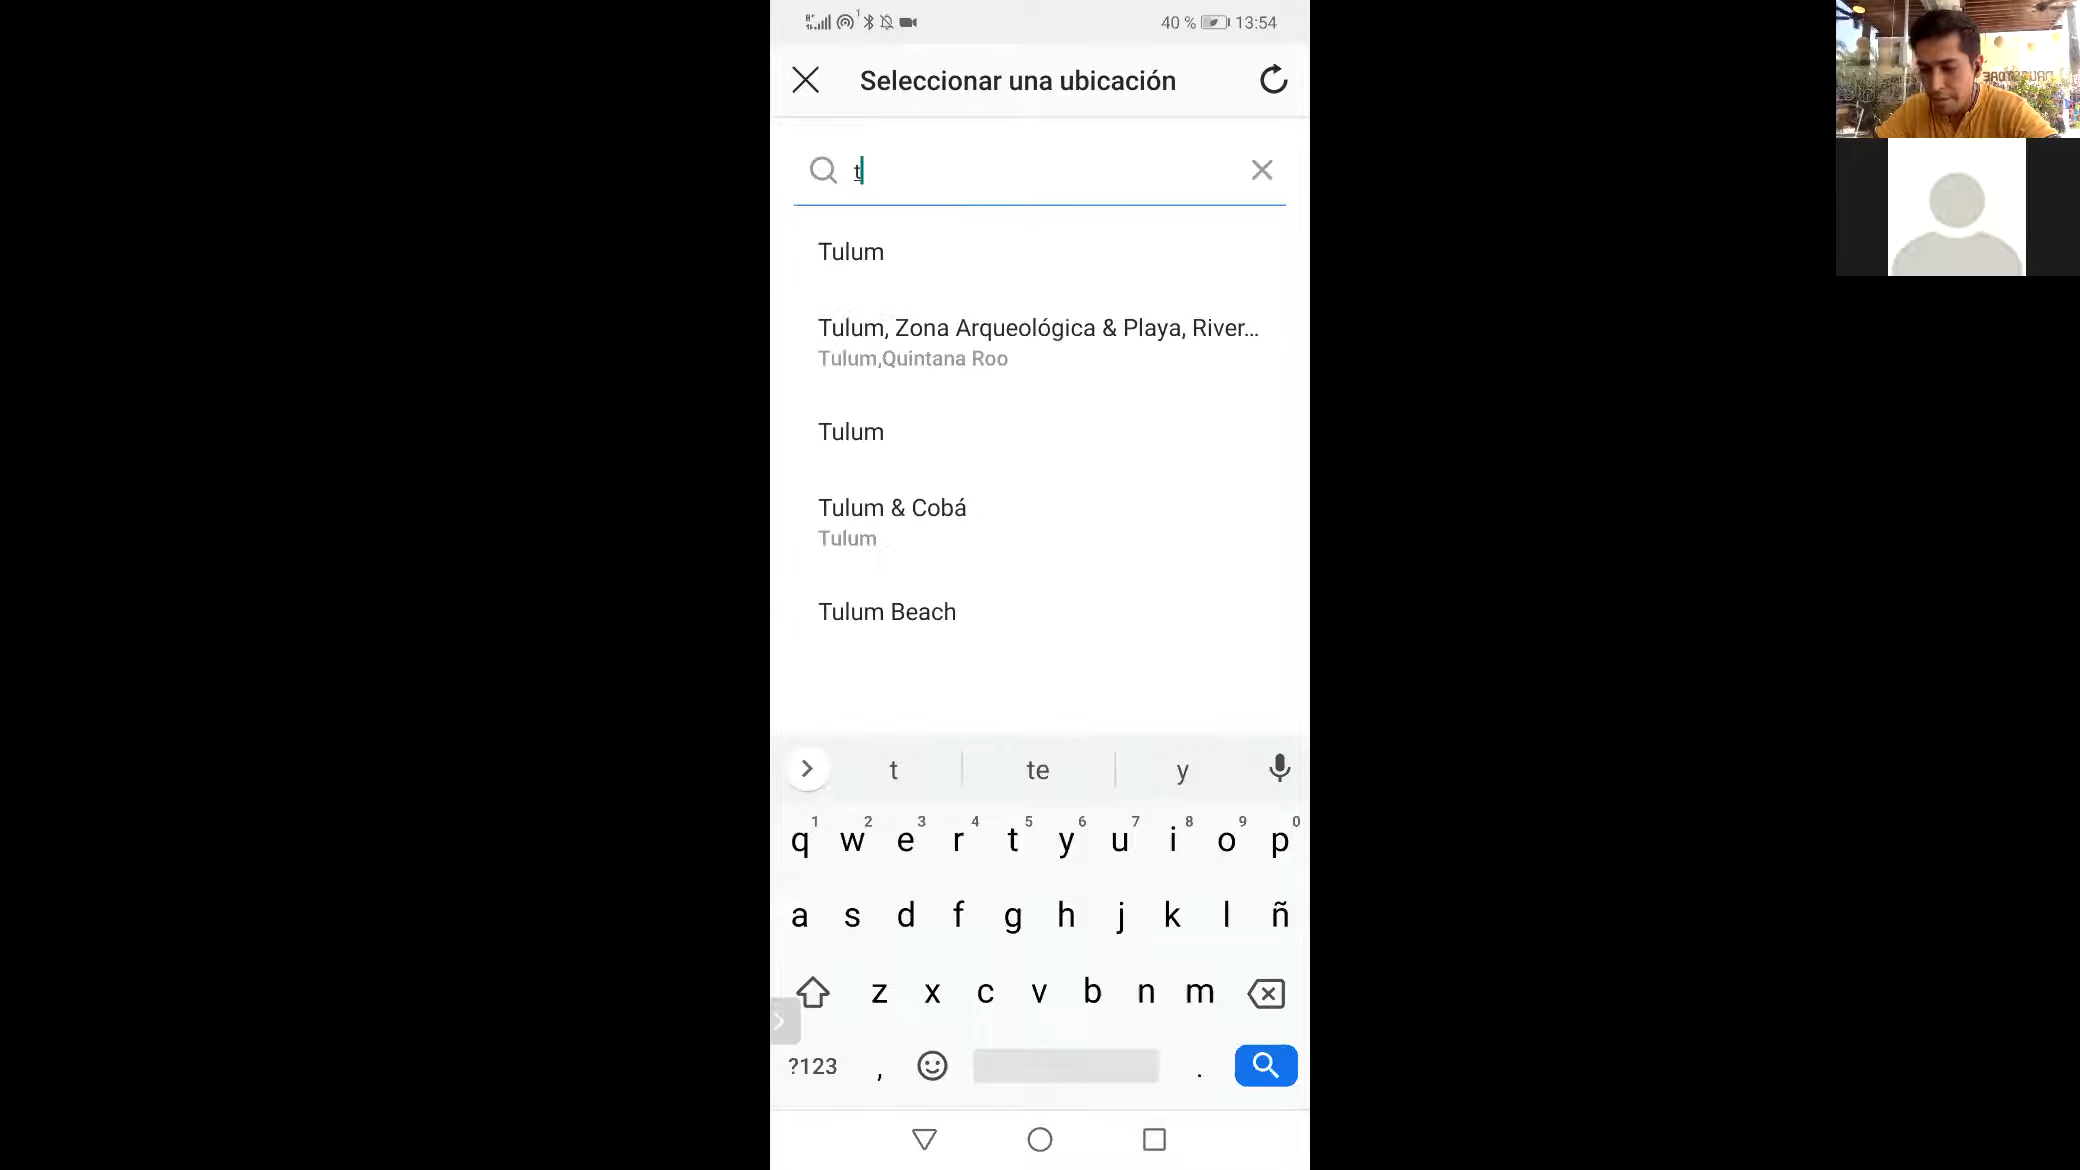 40 % 13:54
Seleccionar una ubicación
t
Tulum
Tulum, Zona Arqueológica & Playa, River...
Tulum,Quintana Roo
Tulum
Tulum & Cobá
Tulum
Tulum Beach
t te y
1 2 3 4 5 6 7 8 9 0
q w e r t y u i o p
a s d f g h j k l ñ
z x c v b n m
?123 , .